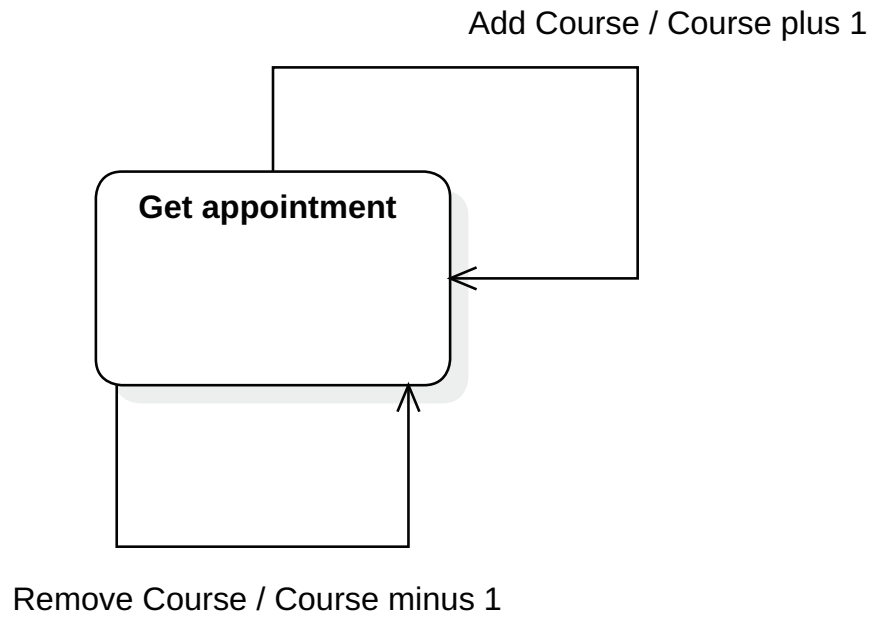 Add Course / Course plus 1
Get appointment
Remove Course / Course minus 1